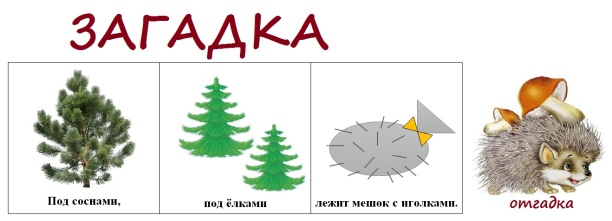 ЗАГАДКА
Под соснами,
под ёлками
лежит мешок с иголками.
отгадка